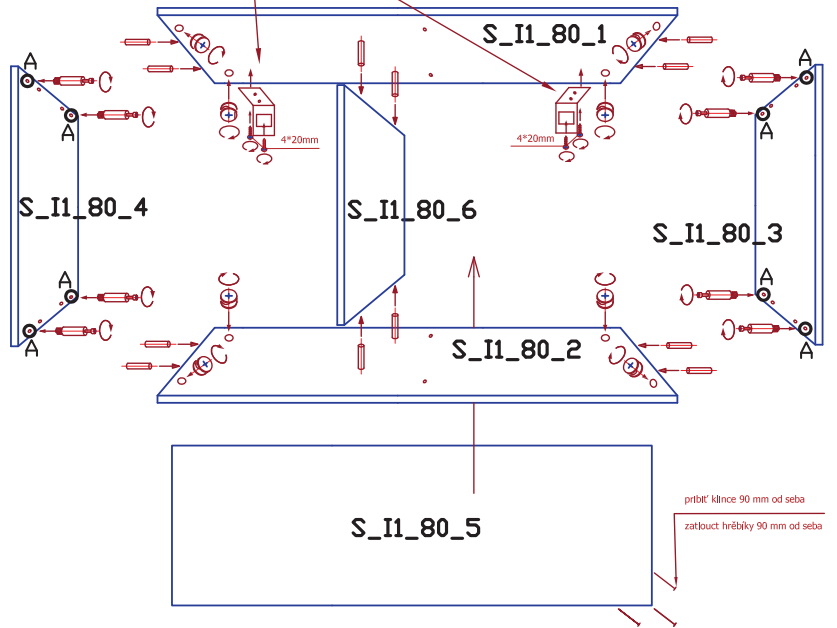 S_I1_80_1
A
A
A
A
4*20mm
4*20mm
S_I1_80_4
S_I1_80_6
S_I1_80_3
A
A
A
A
S_I1_80_2
pribiť klince 90 mm od seba
S_I1_80_5
zatlouct hrěbíky 90 mm od seba